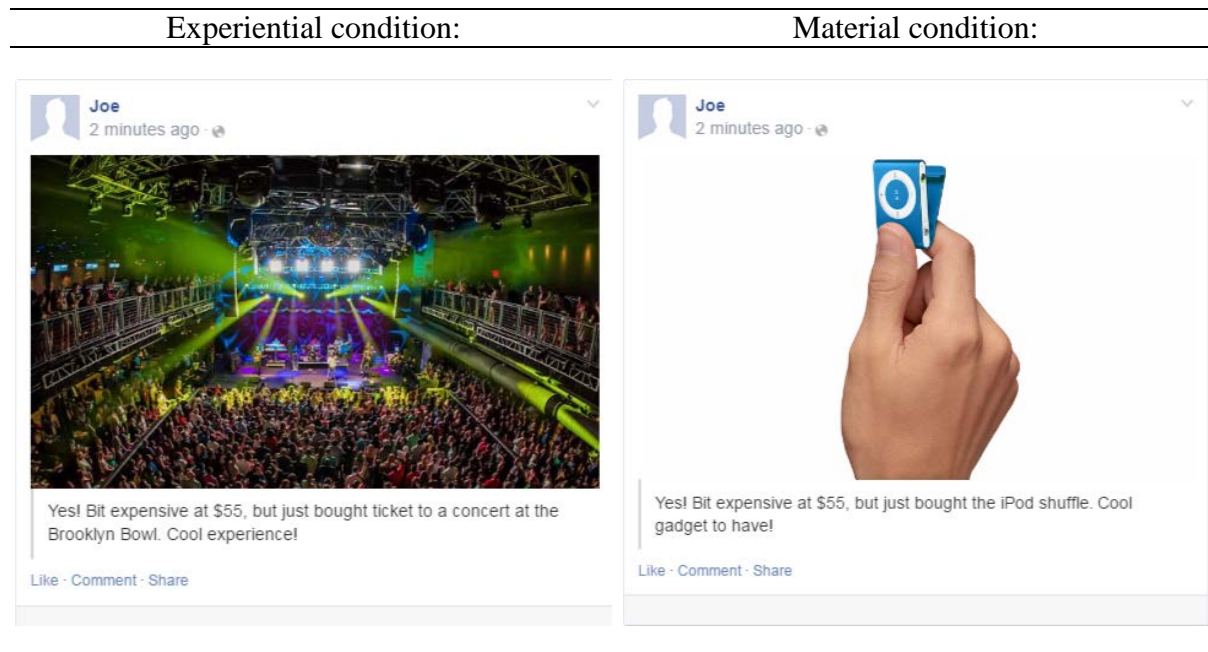 Experiential condition:
Material condition:
Joe
2 minutes ago ·
Yes! Bit expensive at $55, but just bought ticket to a concert at the
Brooklyn Bowl. Cool experience!
Like · Comment · Share
Joe
2 minutes ago ·
Yes! Bit expensive at $55, but just bought the iPod shuffle. Cool
gadget to have!
Like · Comment · Share